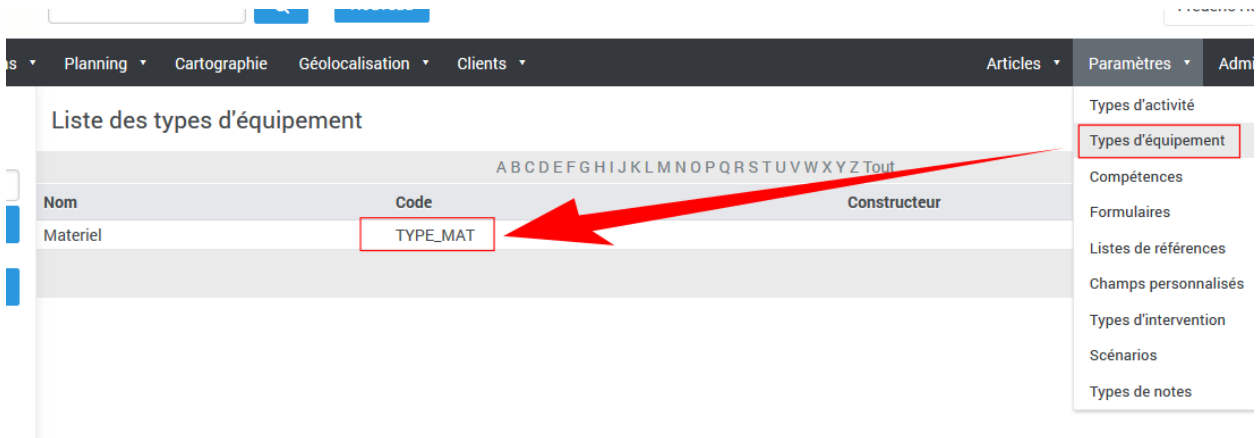 Planning Cartographie Géolocalisation Clients Articles Paramètres
Liste des types d'équipement
A B C D E F G H I J K L M N O P Q R S T U V W X Y Z Tout
Nom Code Constructeur
Materiel TYPE_MAT
Types d'activité
Types d'équipement
Compétences
Formulaires
Listes de références
Champs personnalisés
Types d'intervention
Scénarios
Types de notes